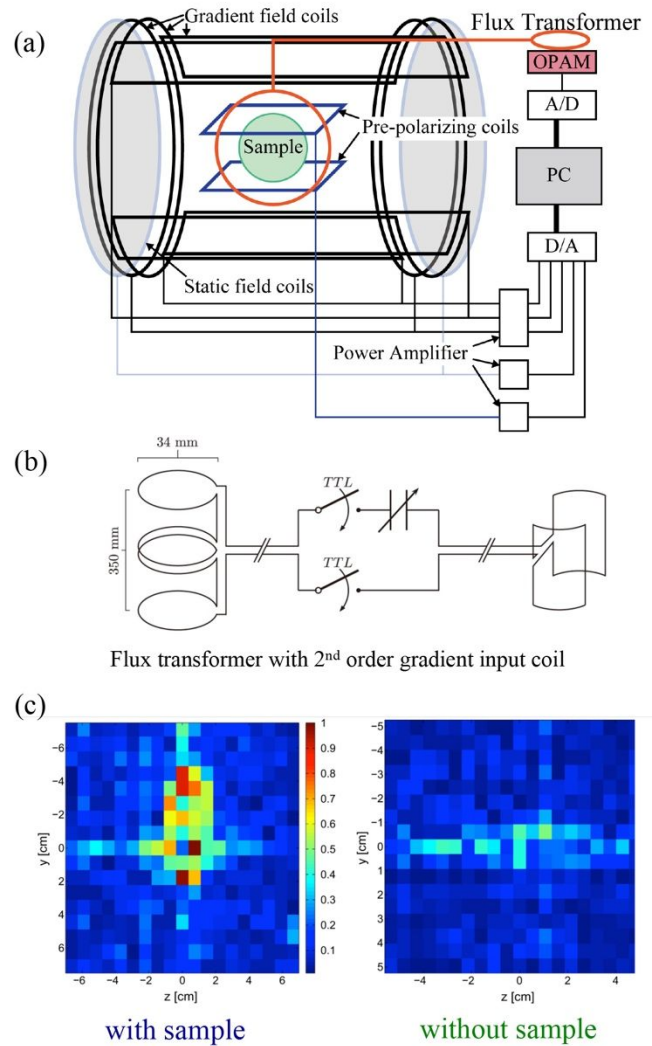 (a)
Gradient field coils
Flux Transformer
OPAM
A/D
Pre-polarizing coils
Sample
PC
D/A
Static field coils
Power Amplifier
(b)
34 mm
350 mm
TTL
TTL
Flux transformer with 2nd order gradient input coil
(c)
−6
−4
−2
0
2
4
6
y [cm]
−6 −4 −2 0 2 4 6
z [cm]
1
0.9
0.8
0.7
0.6
0.5
0.4
0.3
0.2
0.1
−5
−4
−3
−2
−1
0
1
2
3
4
5
y [cm]
−4 −2 0 2 4
z [cm]
with sample
without sample